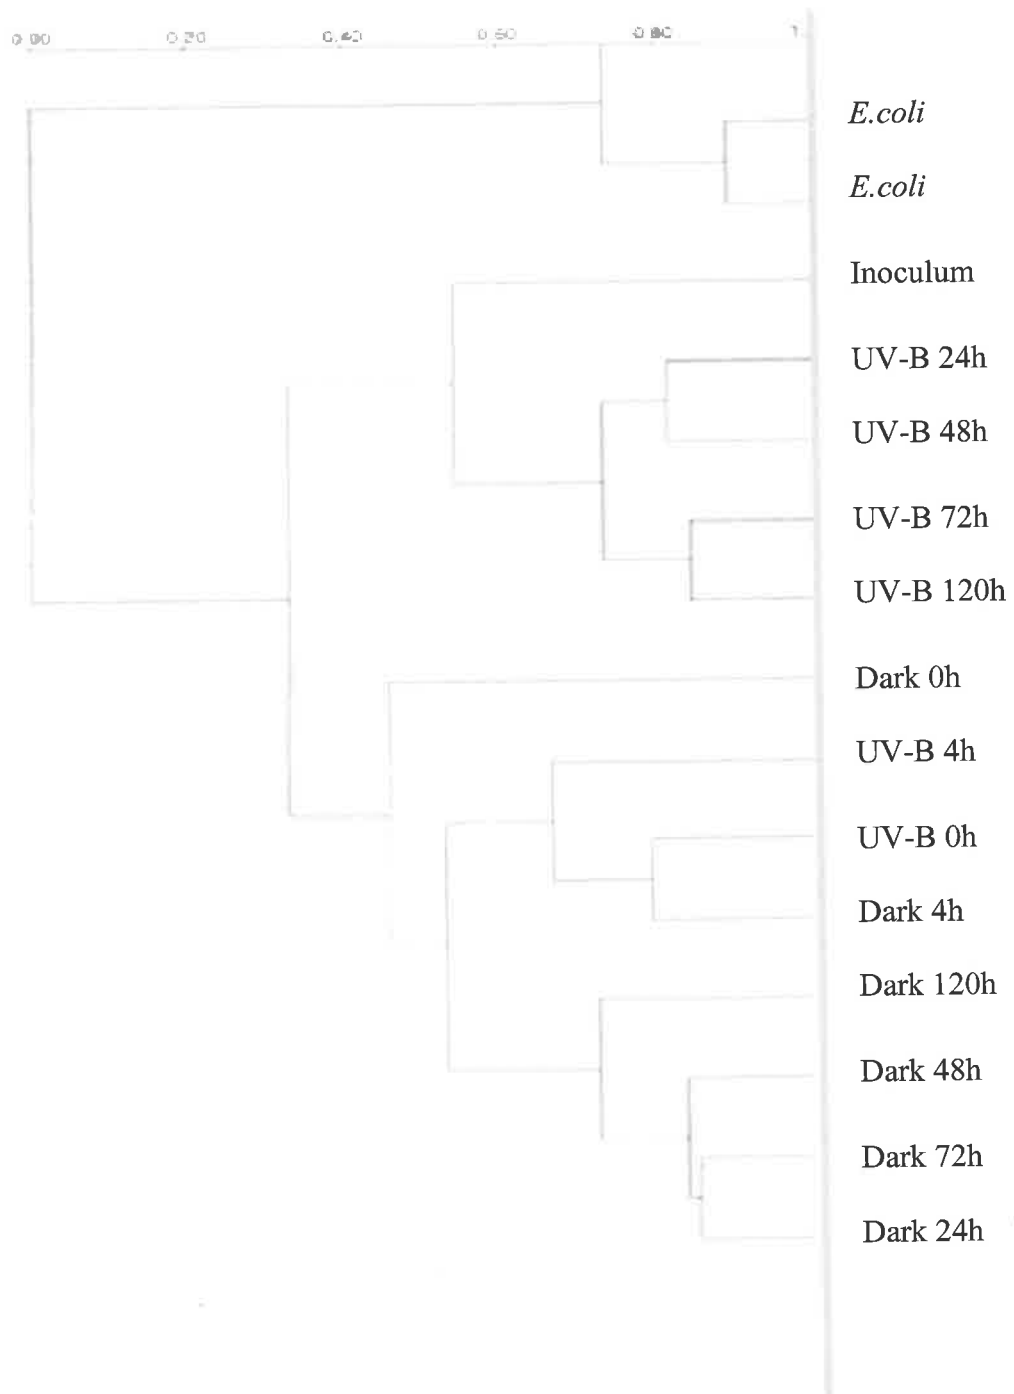 0.00 0.20 0.40 0.60 0.80 1.
E.coli
E.coli
Inoculum
UV-B 24h
UV-B 48h
UV-B 72h
UV-B 120h
Dark 0h
UV-B 4h
UV-B 0h
Dark 4h
Dark 120h
Dark 48h
Dark 72h
Dark 24h